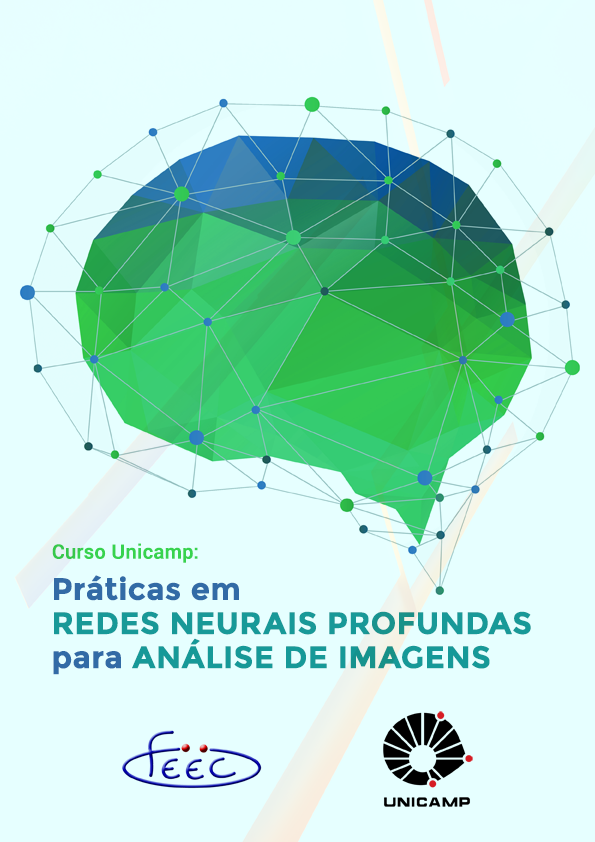 Curso Unicamp:
Práticas em
REDES NEURAIS PROFUNDAS
para ANÁLISE DE IMAGENS
FEEC
UNICAMP